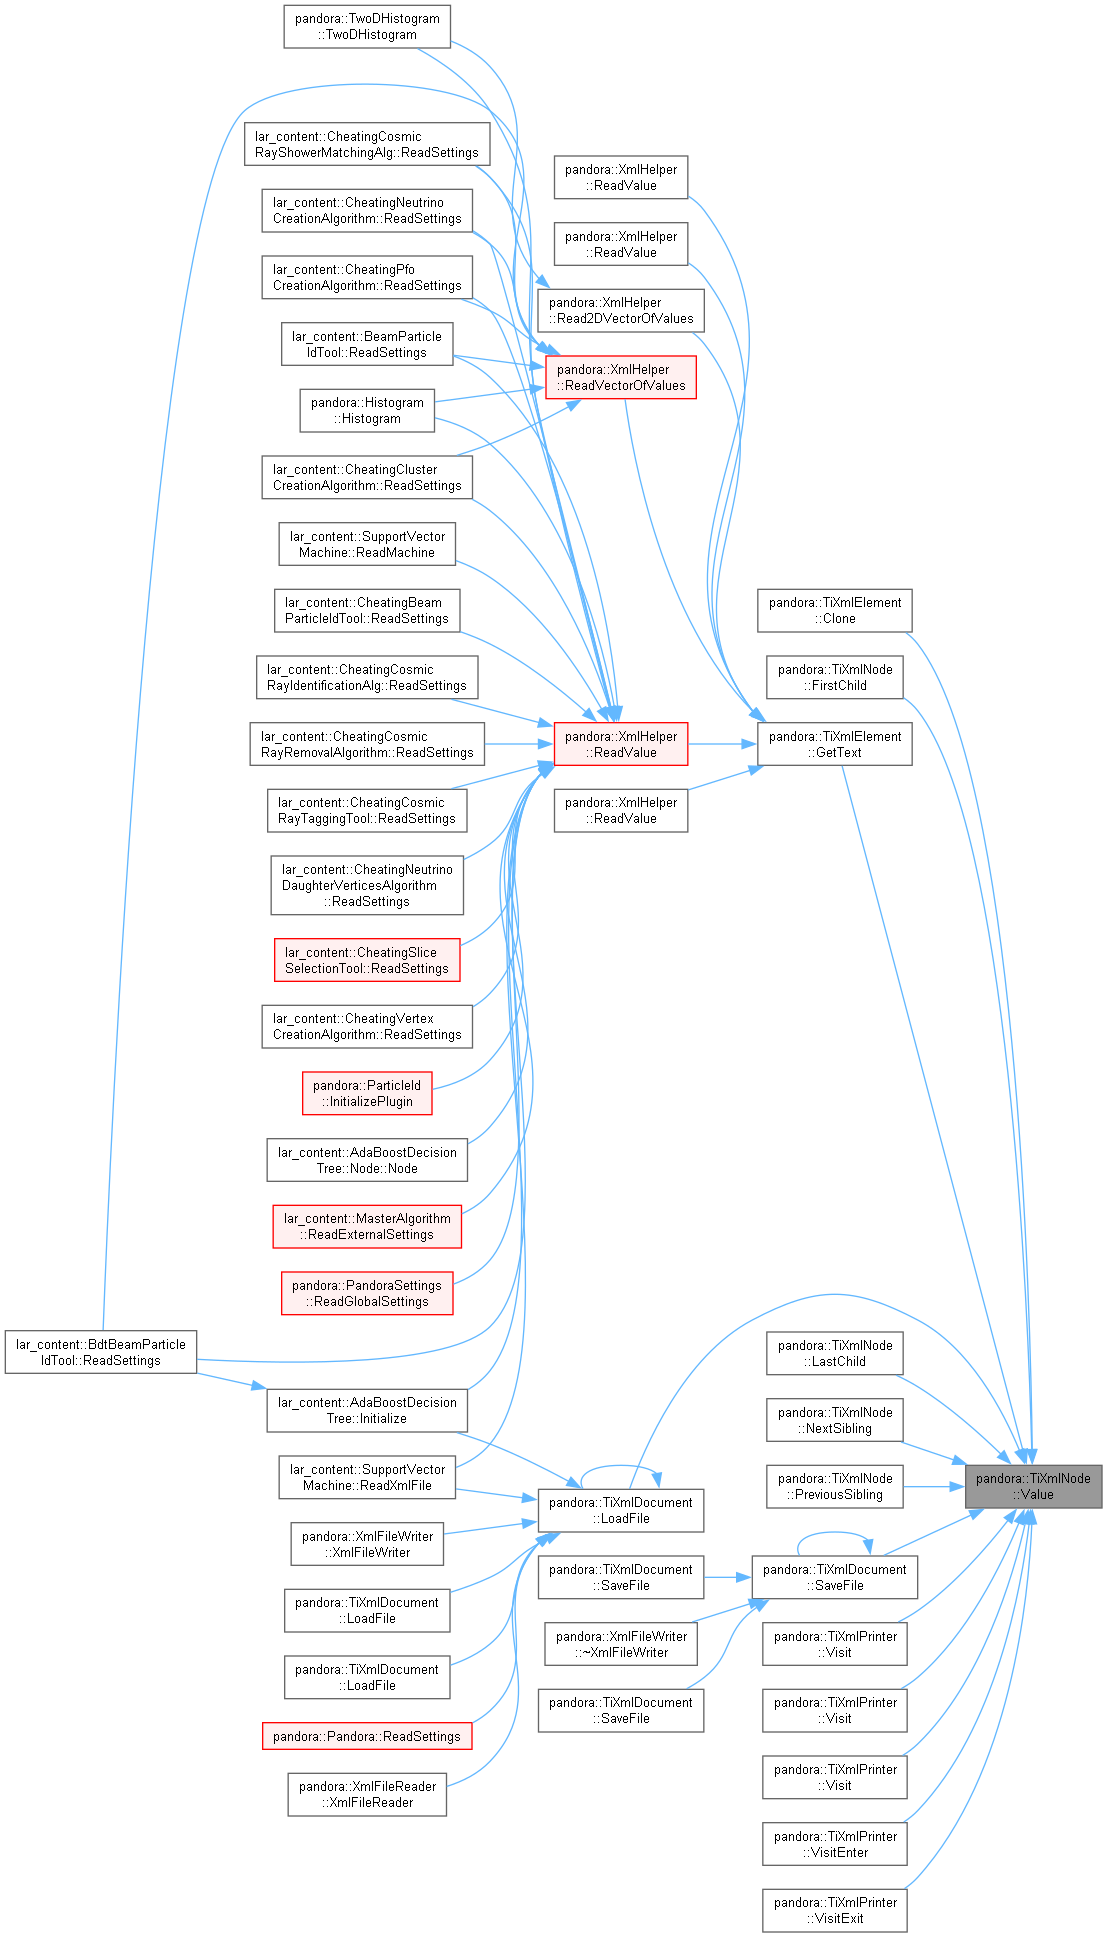 pandora::TwoDHistogram
::TwoDHistogram
lar_content::CheatingCosmic
RayShowerMatchingAlg::ReadSettings
lar_content::CheatingNeutrino
CreationAlgorithm::ReadSettings
lar_content::CheatingPfo
CreationAlgorithm::ReadSettings
lar_content::BeamParticle
IdTool::ReadSettings
pandora::Histogram
::Histogram
lar_content::CheatingCluster
CreationAlgorithm::ReadSettings
lar_content::SupportVector
Machine::ReadMachine
lar_content::CheatingBeam
ParticleIdTool::ReadSettings
lar_content::CheatingCosmic
RayIdentificationAlg::ReadSettings
lar_content::CheatingCosmic
RayRemovalAlgorithm::ReadSettings
lar_content::CheatingCosmic
RayTaggingTool::ReadSettings
lar_content::CheatingNeutrino
DaughterVerticesAlgorithm
::ReadSettings
lar_content::CheatingSlice
SelectionTool::ReadSettings
lar_content::CheatingVertex
CreationAlgorithm::ReadSettings
pandora::ParticleId
::InitializePlugin
lar_content::AdaBoostDecision
Tree::Node::Node
lar_content::MasterAlgorithm
::ReadExternalSettings
pandora::PandoraSettings
::ReadGlobalSettings
lar_content::BdtBeamParticle
IdTool::ReadSettings
lar_content::AdaBoostDecision
Tree::Initialize
lar_content::SupportVector
Machine::ReadXmlFile
pandora::XmlFileWriter
::XmlFileWriter
pandora::TiXmlDocument
::LoadFile
pandora::TiXmlDocument
::LoadFile
pandora::Pandora::ReadSettings
pandora::XmlFileReader
::XmlFileReader
pandora::XmlHelper
::ReadValue
pandora::XmlHelper
::ReadValue
pandora::XmlHelper
::Read2DVectorOfValues
pandora::XmlHelper
::ReadVectorOfValues
pandora::XmlHelper
::ReadValue
pandora::XmlHelper
::ReadValue
pandora::TiXmlDocument
::LoadFile
pandora::TiXmlDocument
::SaveFile
pandora::XmlFileWriter
::~XmlFileWriter
pandora::TiXmlDocument
::SaveFile
pandora::TiXmlElement
::Clone
pandora::TiXmlNode
::FirstChild
pandora::TiXmlElement
::GetText
pandora::TiXmlNode
::LastChild
pandora::TiXmlNode
::NextSibling
pandora::TiXmlNode
::PreviousSibling
pandora::TiXmlDocument
::SaveFile
pandora::TiXmlPrinter
::Visit
pandora::TiXmlPrinter
::Visit
pandora::TiXmlPrinter
::Visit
pandora::TiXmlPrinter
::VisitEnter
pandora::TiXmlPrinter
::VisitExit
pandora::TiXmlNode
::Value